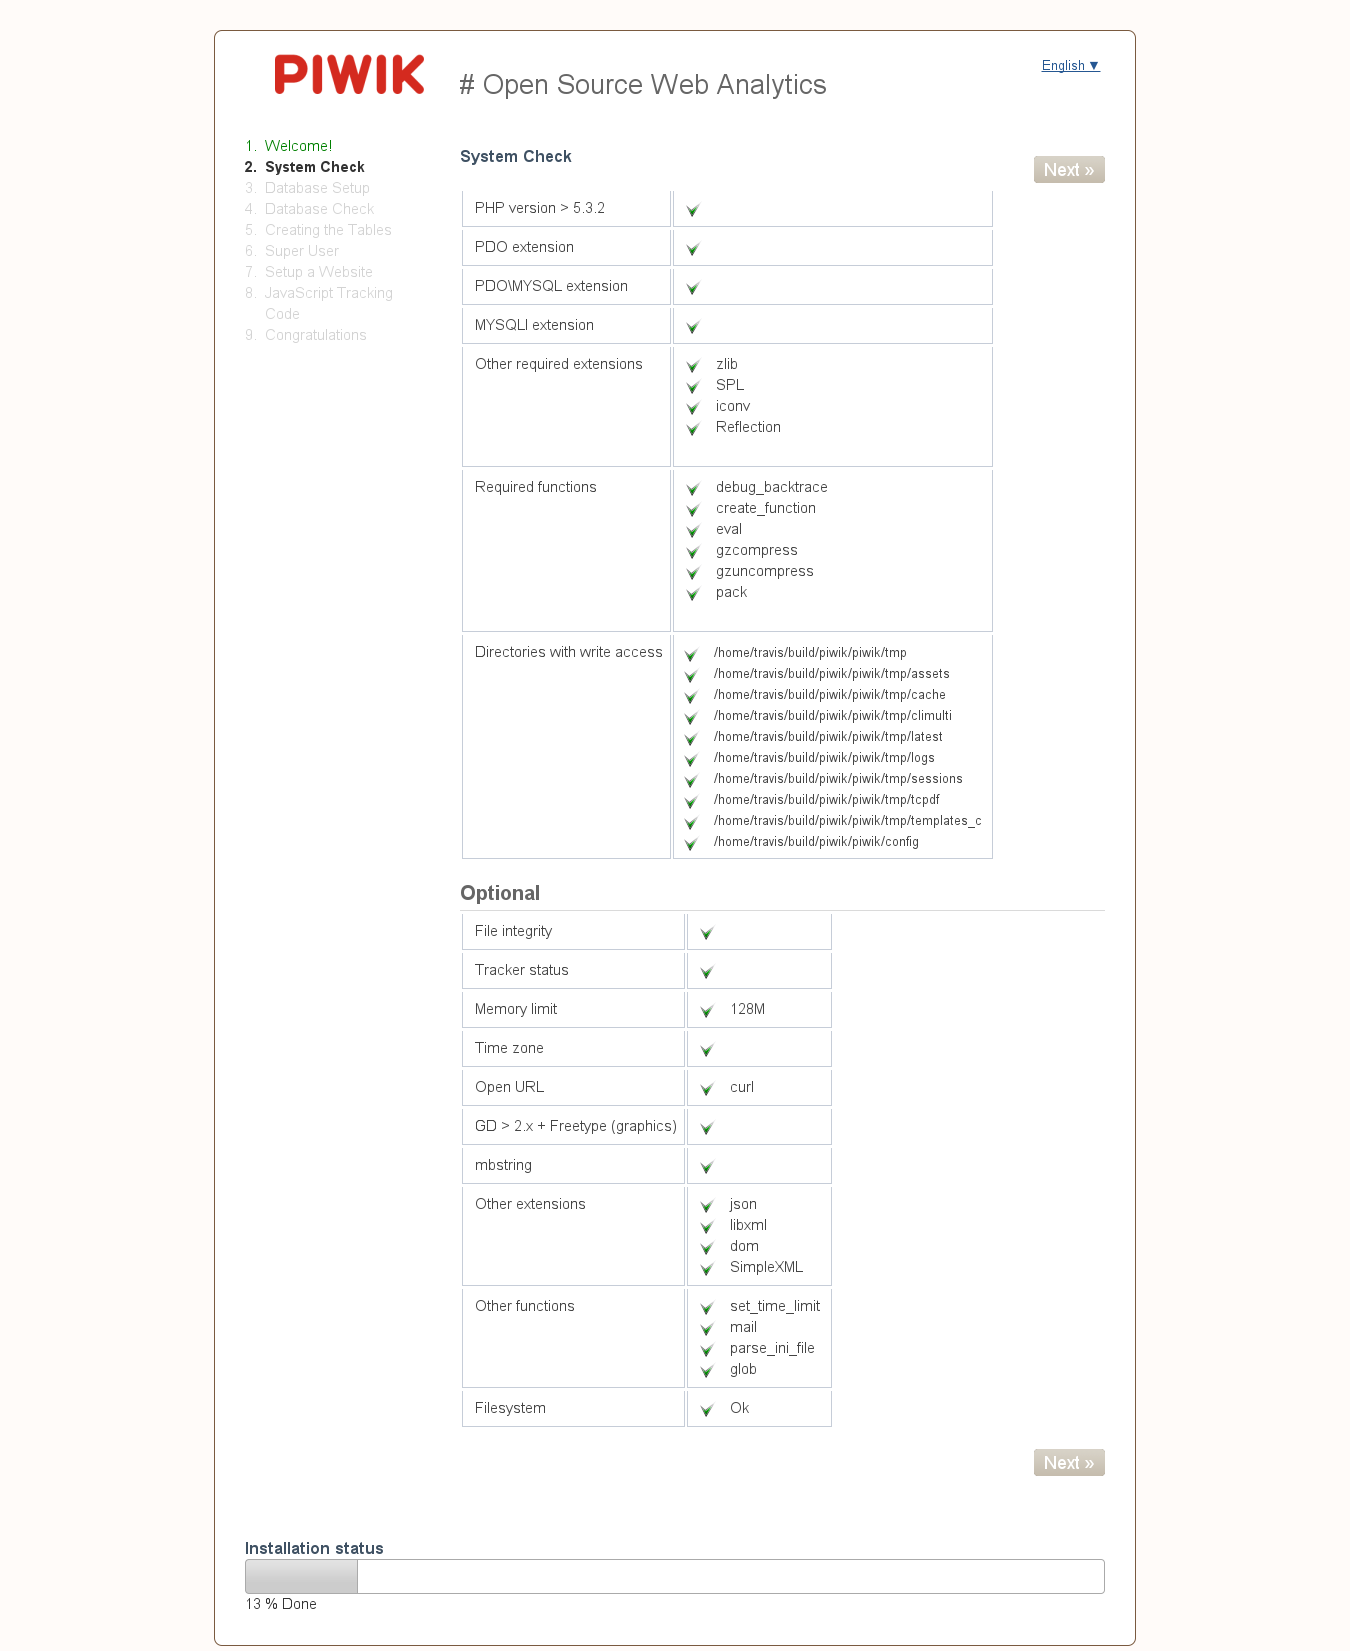 PIWIK
# Open Source Web Analytics
English ▼
1. Welcome!
2. System Check
3. Database Setup
4. Database Check
5. Creating the Tables
6. Super User
7. Setup a Website
8. JavaScript Tracking
Code
9. Congratulations
System Check
Next »
PHP version > 5.3.2
PDO extension
PDO\MYSQL extension
MYSQLI extension
Other required extensions
zlib
SPL
iconv
Reflection
Required functions
debug_backtrace
create_function
eval
gzcompress
gzuncompress
pack
Directories with write access
/home/travis/build/piwik/piwik/tmp
/home/travis/build/piwik/piwik/tmp/assets
/home/travis/build/piwik/piwik/tmp/cache
/home/travis/build/piwik/piwik/tmp/climulti
/home/travis/build/piwik/piwik/tmp/latest
/home/travis/build/piwik/piwik/tmp/logs
/home/travis/build/piwik/piwik/tmp/sessions
/home/travis/build/piwik/piwik/tmp/tcpdf
/home/travis/build/piwik/piwik/tmp/templates_c
/home/travis/build/piwik/piwik/config
Optional
File integrity
Tracker status
Memory limit 128M
Time zone
Open URL curl
GD > 2.x + Freetype (graphics)
mbstring
Other extensions
json
libxml
dom
SimpleXML
Other functions
set_time_limit
mail
parse_ini_file
glob
Filesystem Ok
Next »
Installation status
13 % Done